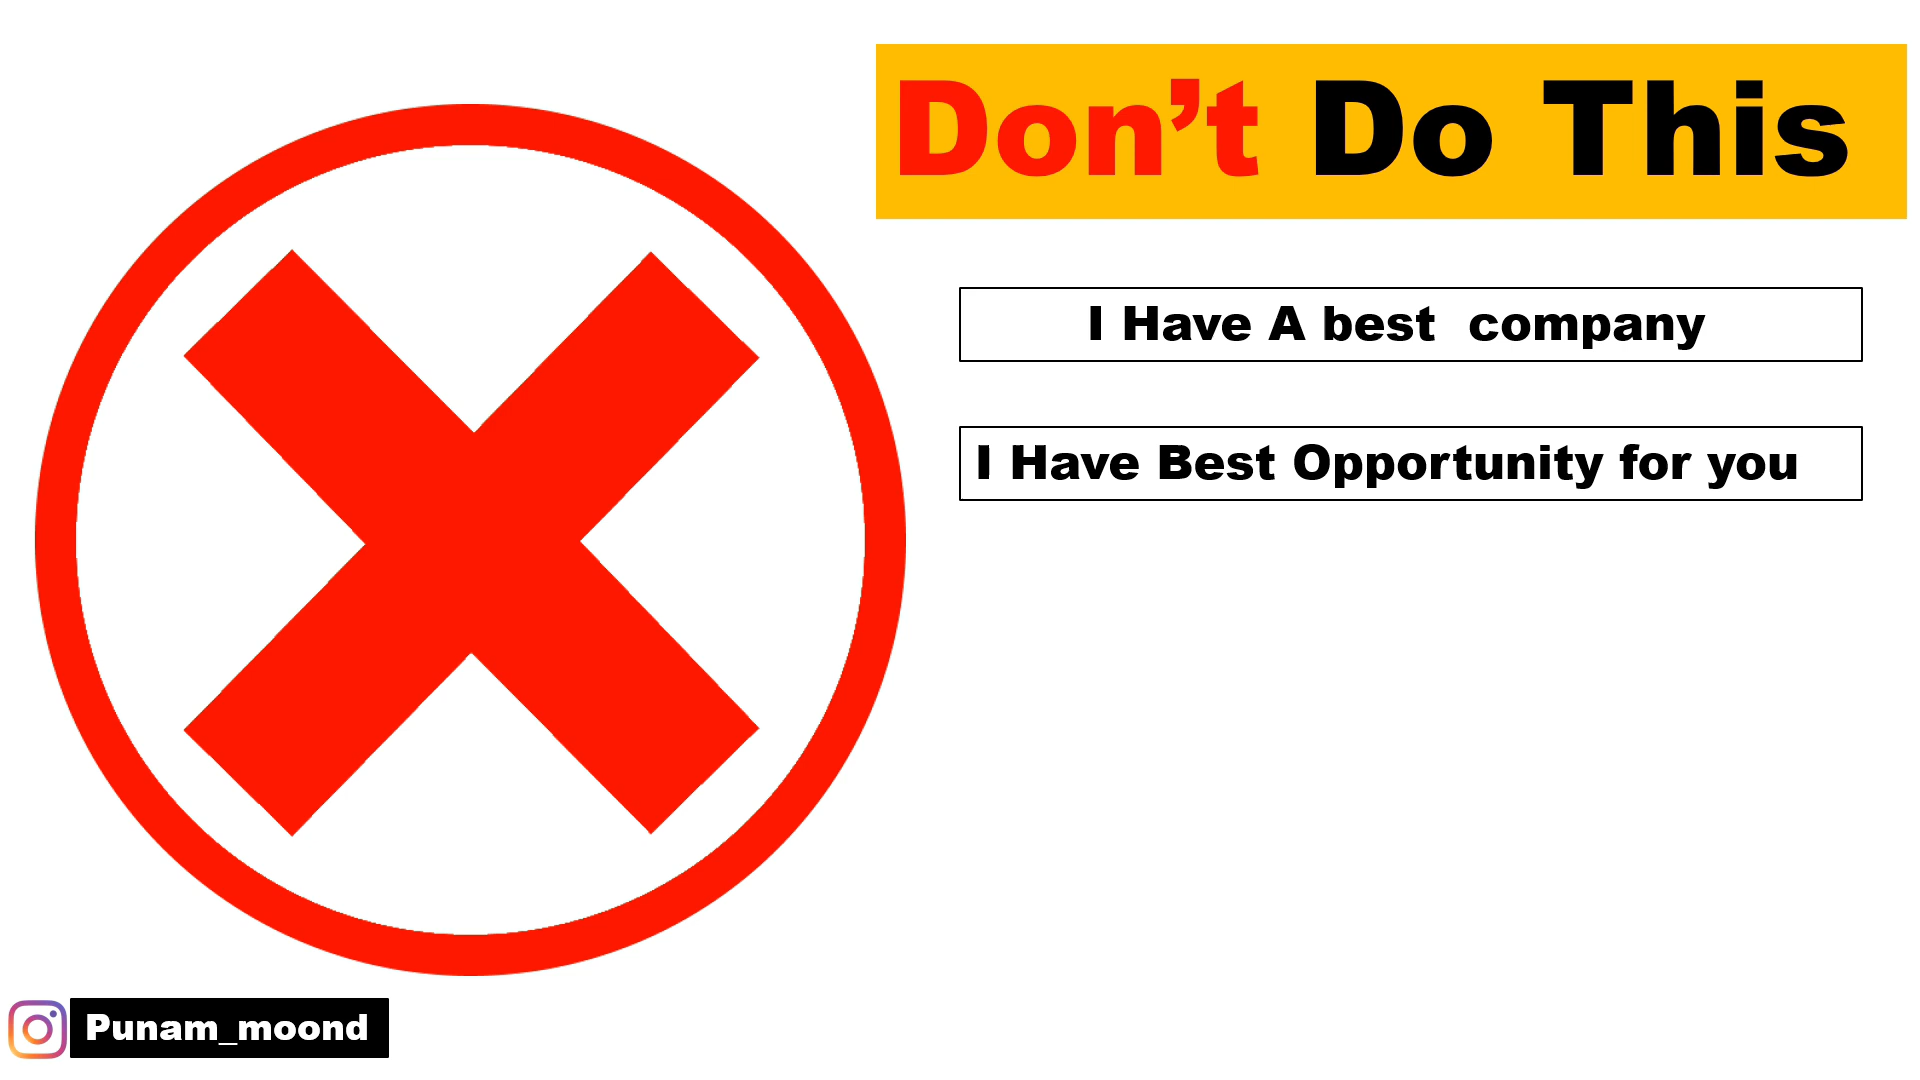 Don’t Do This
I Have A best  company
I Have Best Opportunity for you
Punam_moond